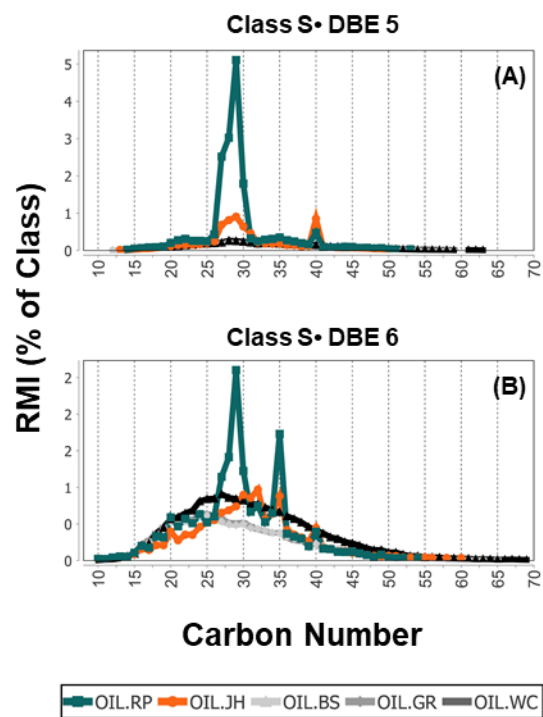 Class S• DBE 5
(A)
5
4
3
2
1
0
10 15 20 25 30 35 40 45 50 55 60 65 70
RMI (% of Class)
Class S• DBE 6
(B)
2
2
2
1
0
0
10 15 20 25 30 35 40 45 50 55 60 65 70
Carbon Number
OIL.RP OIL.JH OIL.BS OIL.GR OIL.WC